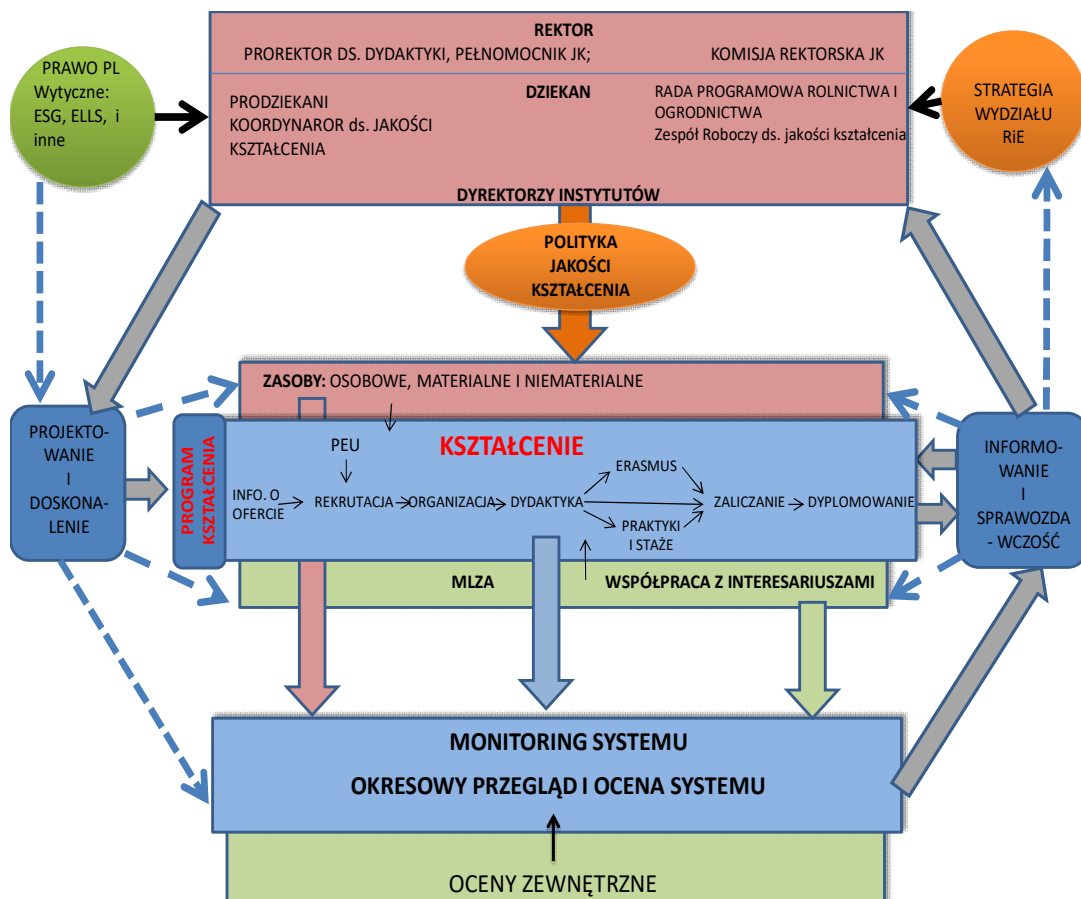 REKTOR
PROREKTOR DS. DYDAKTYKI, PEŁNOMOCNIK JK;
KOMISJA REKTORSKA JK
PRAWO PL
Wytyczne:
ESG, ELLS, i
inne
DZIEKAN
PRODZIEKANI
KOORDYNAROR ds. JAKOŚCI
KSZTAŁCENIA
RADA PROGRAMOWA ROLNICTWA I
OGRODNICTWA
Zespół Roboczy ds. jakości kształcenia
STRATEGIA
WYDZIAŁU
RiE
DYREKTORZY INSTYTUTÓW
POLITYKA
JAKOŚCI
KSZTAŁCENIA
ZASOBY: OSOBOWE, MATERIALNE I NIEMATERIALNE
PROJEKTO-
WANIE
I
DOSKONA-
LENIE
PROGRAM
KSZTAŁCENIA
KSZTAŁCENIE
PEU
INFO. O
OFERCIE
REKRUTACJA
ORGANIZACJA
DYDAKTYKA
ERASMUS
PRAKTYKI
I STAŻE
ZALICZANIE
DYPLOMOWANIE
INFORMO-
WANIE
I
SPRAWOZDA
- WCZOŚĆ
MLZA
WSPÓŁPRACA Z INTERESARIUSZAMI
MONITORING SYSTEMU
OKRESOWY PRZEGLĄD I OCENA SYSTEMU
OCENY ZEWNĘTRZNE